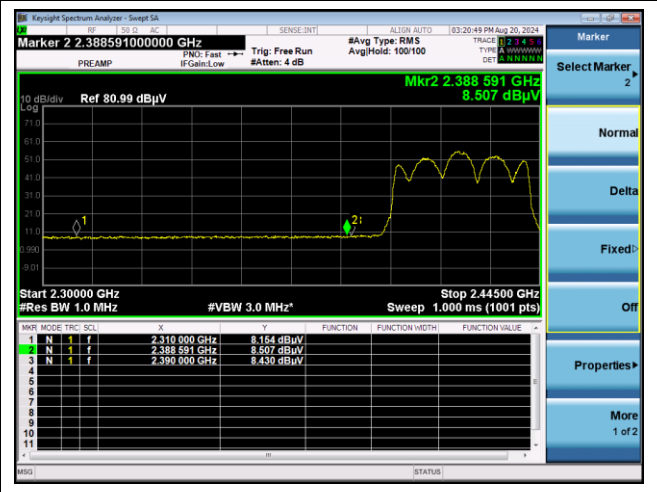 Keysight Spectrum Analyzer - Swept SA
RF 50 Ω AC SENSE:INT ALIGN AUTO 03:20:49 PM Aug 20, 2024
Marker 2 2.388591000000 GHz
PREAMP
PNO: Fast
IFGain:Low
Trig: Free Run
#Atten: 4 dB
#Avg Type: RMS
Avg|Hold: 100/100
TRACE 1 2 3 4 5 6
TYPE A WWWWW
DET A N N N N N
Mkr2 2.388 591 GHz
8.507 dBµV
10 dB/div Ref 80.99 dBµV
Log
71.0
61.0
51.0
41.0
31.0
21.0
11.0
0.990
-9.01
1
2
Start 2.30000 GHz
Stop 2.44500 GHz
#Res BW 1.0 MHz #VBW 3.0 MHz* Sweep 1.000 ms (1001 pts)
MKR MODE TRC SCL X Y FUNCTION FUNCTION WIDTH FUNCTION VALUE
1 N 1 f 2.310 000 GHz 8.154 dBµV
2 N 1 f 2.388 591 GHz 8.507 dBµV
3 N 1 f 2.390 000 GHz 8.430 dBµV
4
5
6
7
8
9
10
11
MSG STATUS
Marker
Select Marker
2
Normal
Delta
Fixed
Off
Properties
More
1 of 2